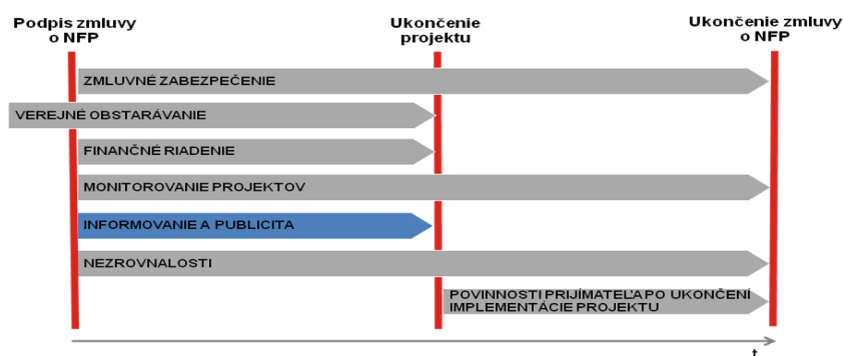 Podpis zmluvy
o NFP
Ukončenie
projektu
Ukončenie zmluvy
o NFP
ZMLUVNÉ ZABEZPEČENIE
VEREJNÉ OBSTARÁVANIE
FINANČNÉ RIADENIE
MONITOROVANIE PROJEKTOV
INFORMOVANIE A PUBLICITA
NEZROVNALOSTI
POVINNOSTI PRIJÍMATEĽA PO UKONČENÍ
IMPLEMENTÁCIE PROJEKTU
t